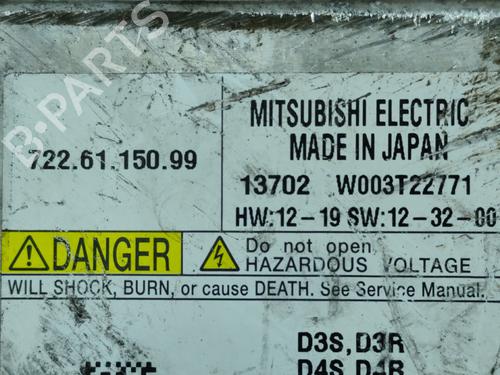 B-PARTS
722.61.150.99
MITSUBISHI ELECTRIC
MADE IN JAPAN
13702 W003T22771
HW:12-19 SW:12-32-00
DANGER
Do not open
HAZARDOUS VOLTAGE
WILL SHOCK, BURN, or cause DEATH. See Service Manual.
D3S, D3R
D4S, D4R